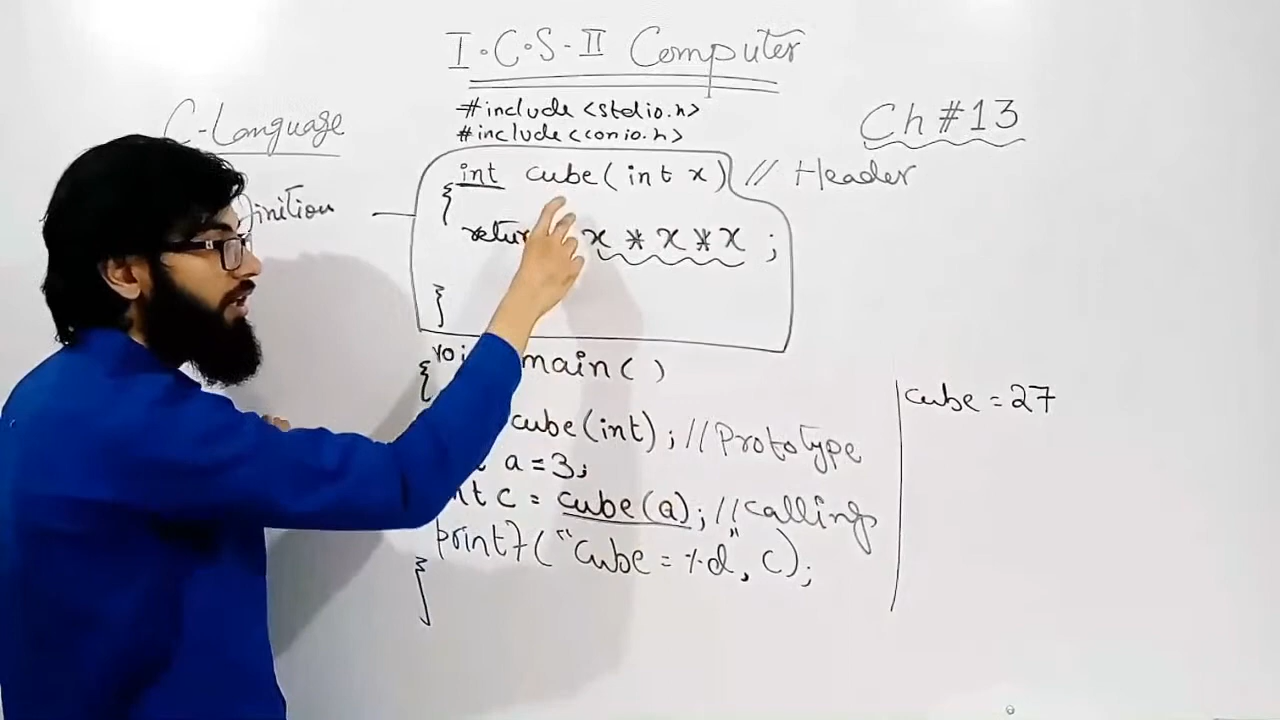 I.C.S-II Computer
C-Language
#include <stdio.h>
#include <conio.h>
Ch #13
int cube(int x) // Header
{
x * x * x ;
}
main( )
{
cube(int); //Prototype
a=3;
c = cube(a); //Calling
printf("Cube = %d", c);
}
cube = 27